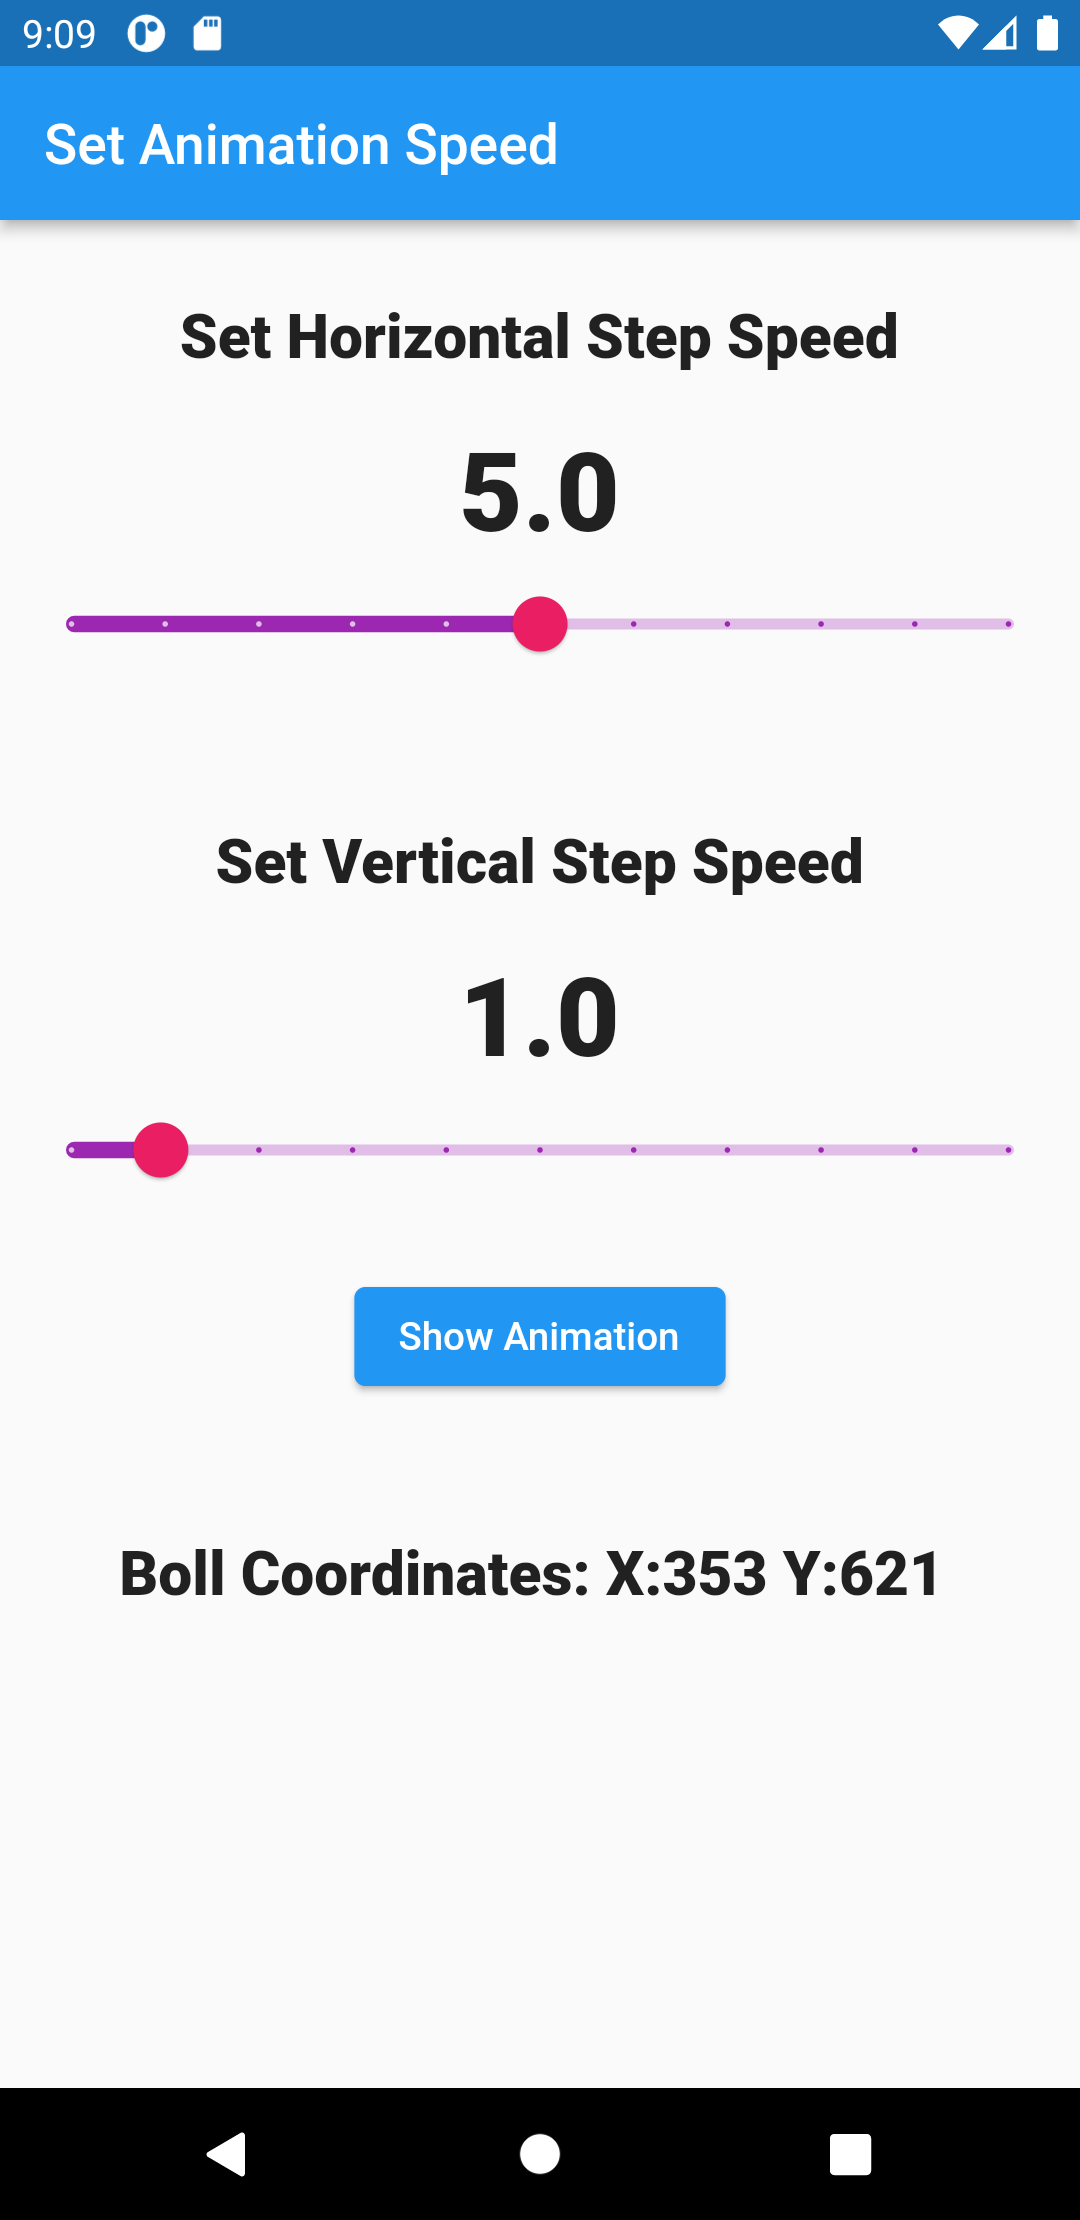 9:09
Set Animation Speed
Set Horizontal Step Speed
5.0
Set Vertical Step Speed
1.0
Show Animation
Boll Coordinates: X:353 Y:621